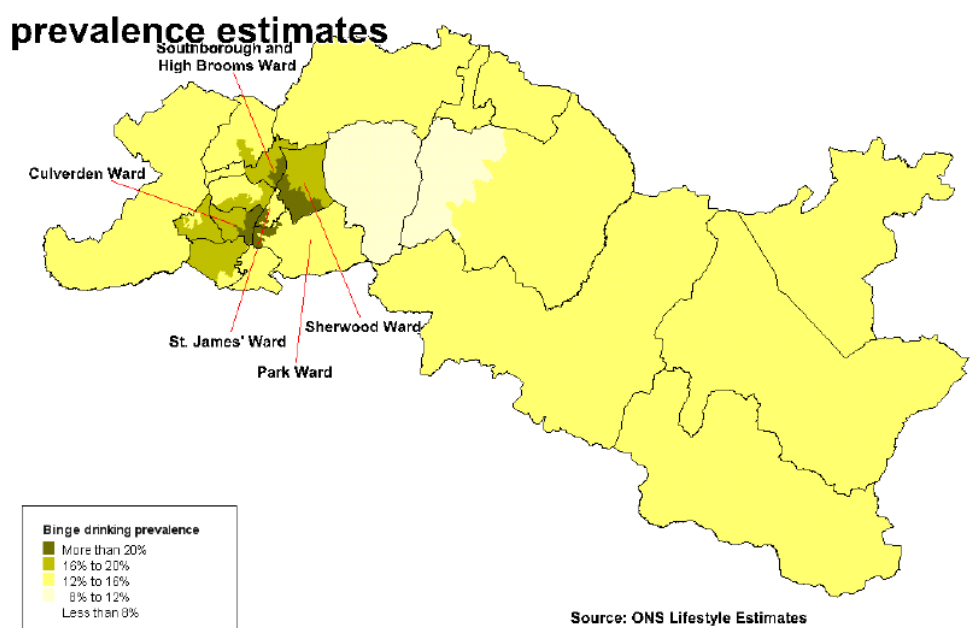 prevalence estimates
Southborough and
High Brooms Ward
Culverden Ward
Sherwood Ward
St. James' Ward
Park Ward
Binge drinking prevalence
More than 20%
16% to 20%
12% to 16%
8% to 12%
Less than 8%
Source: ONS Lifestyle Estimates